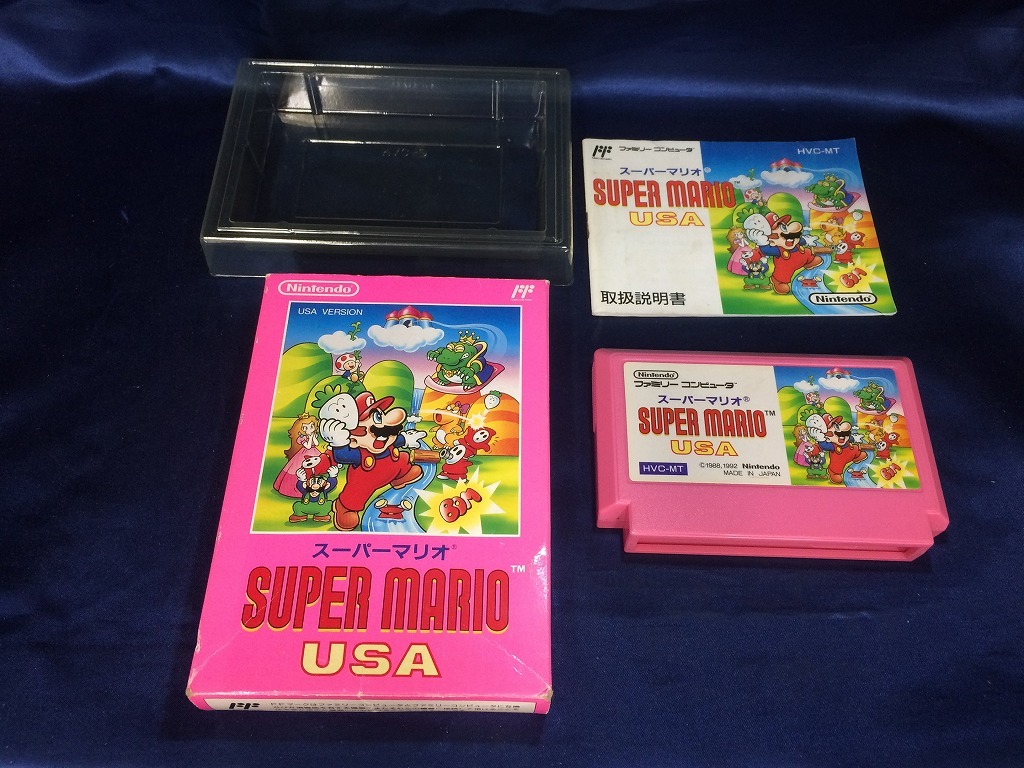 Nintendo
USA VERSION
スーパーマリオ®
SUPER MARIO™
USA
ファミリー コンピュータ
HVC-MT
スーパーマリオ®
SUPER MARIO™
USA
取扱説明書
Nintendo
Nintendo
ファミリー コンピュータ
スーパーマリオ®
SUPER MARIO™
USA
HVC-MT
©1988,1992 Nintendo
MADE IN JAPAN